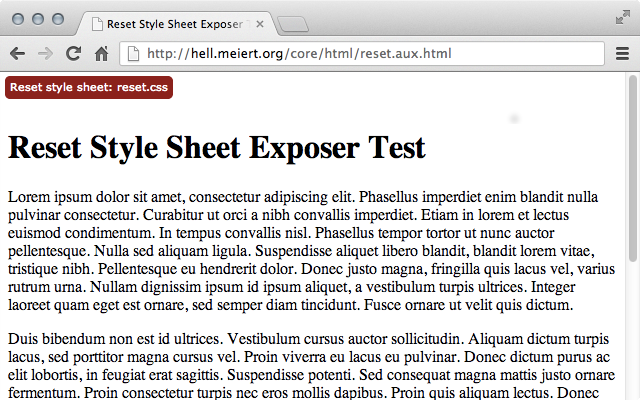 Reset Style Sheet Exposer T
http://hell.meiert.org/core/html/reset.aux.html
Reset style sheet: reset.css
Reset Style Sheet Exposer Test
Lorem ipsum dolor sit amet, consectetur adipiscing elit. Phasellus imperdiet enim blandit nulla
pulvinar consectetur. Curabitur ut orci a nibh convallis imperdiet. Etiam in lorem et lectus
euismod condimentum. In tempus convallis nisl. Phasellus tempor tortor ut nunc auctor
pellentesque. Nulla sed aliquam ligula. Suspendisse aliquet libero blandit, blandit lorem vitae,
tristique nibh. Pellentesque eu hendrerit dolor. Donec justo magna, fringilla quis lacus vel, varius
rutrum urna. Nullam dignissim ipsum id ipsum aliquet, a vestibulum turpis ultrices. Integer
laoreet quam eget est ornare, sed semper diam tincidunt. Fusce ornare ut velit quis dictum.
Duis bibendum non est id ultrices. Vestibulum cursus auctor sollicitudin. Aliquam dictum turpis
lacus, sed porttitor magna cursus vel. Proin viverra eu lacus eu pulvinar. Donec dictum purus ac
elit lobortis, in feugiat erat sagittis. Suspendisse potenti. Sed consequat magna mattis justo ornare
fermentum. Proin consectetur turpis nec eros mollis dapibus. Proin quis aliquam lectus. Donec